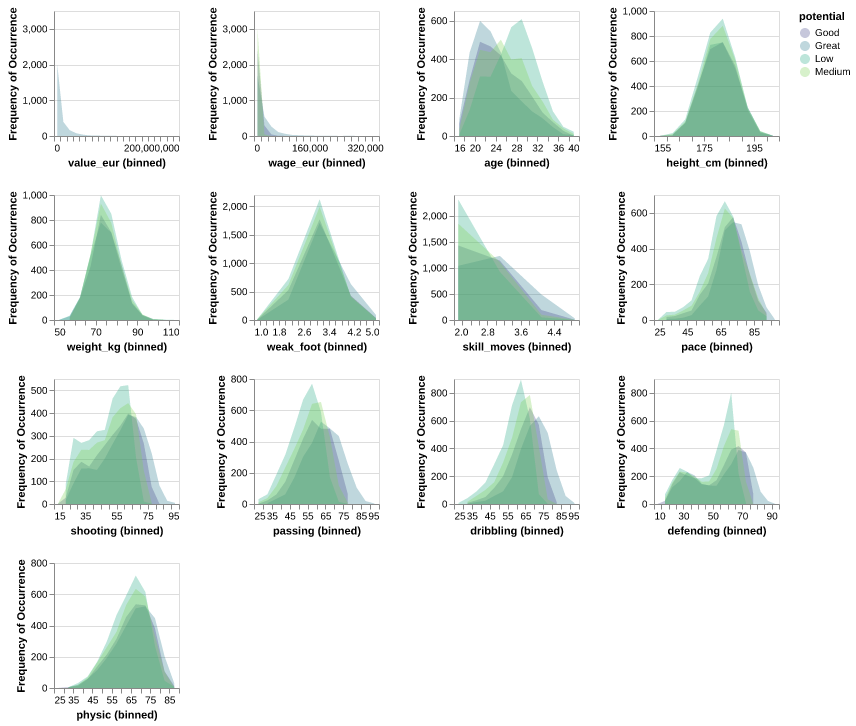 potential
Good
Great
Low
Medium
Frequency of Occurrence
3,000
2,000
1,000
0
0 200,000,000
value_eur (binned)
Frequency of Occurrence
3,000
2,000
1,000
0
0 160,000 320,000
wage_eur (binned)
Frequency of Occurrence
600
400
200
0
16 20 24 28 32 36 40
age (binned)
Frequency of Occurrence
1,000
800
600
400
200
0
155 175 195
height_cm (binned)
Frequency of Occurrence
1,000
800
600
400
200
0
50 70 90 110
weight_kg (binned)
Frequency of Occurrence
2,000
1,500
1,000
500
0
1.0 1.8 2.6 3.4 4.2 5.0
weak_foot (binned)
Frequency of Occurrence
2,000
1,500
1,000
500
0
2.0 2.8 3.6 4.4
skill_moves (binned)
Frequency of Occurrence
600
400
200
0
25 45 65 85
pace (binned)
Frequency of Occurrence
500
400
300
200
100
0
15 35 55 75 95
shooting (binned)
Frequency of Occurrence
800
600
400
200
0
25 35 45 55 65 75 85 95
passing (binned)
Frequency of Occurrence
800
600
400
200
0
25 35 45 55 65 75 85 95
dribbling (binned)
Frequency of Occurrence
800
600
400
200
0
10 30 50 70 90
defending (binned)
Frequency of Occurrence
800
600
400
200
0
25 35 45 55 65 75 85
physic (binned)